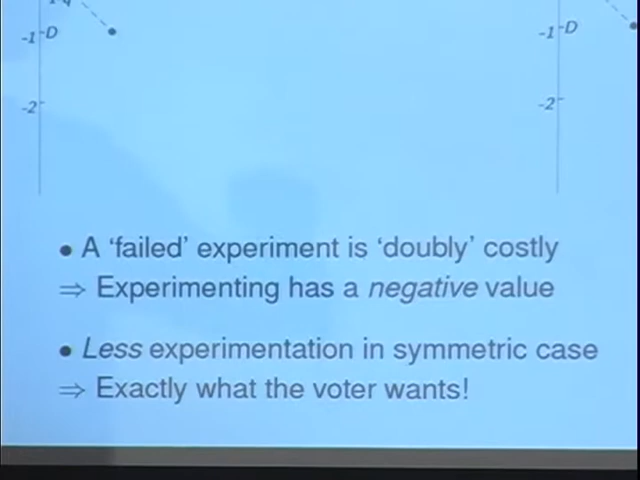 -1 D
-1 D
-2
-2
• A ‘failed’ experiment is ‘doubly’ costly
⇒ Experimenting has a negative value
• Less experimentation in symmetric case
⇒ Exactly what the voter wants!